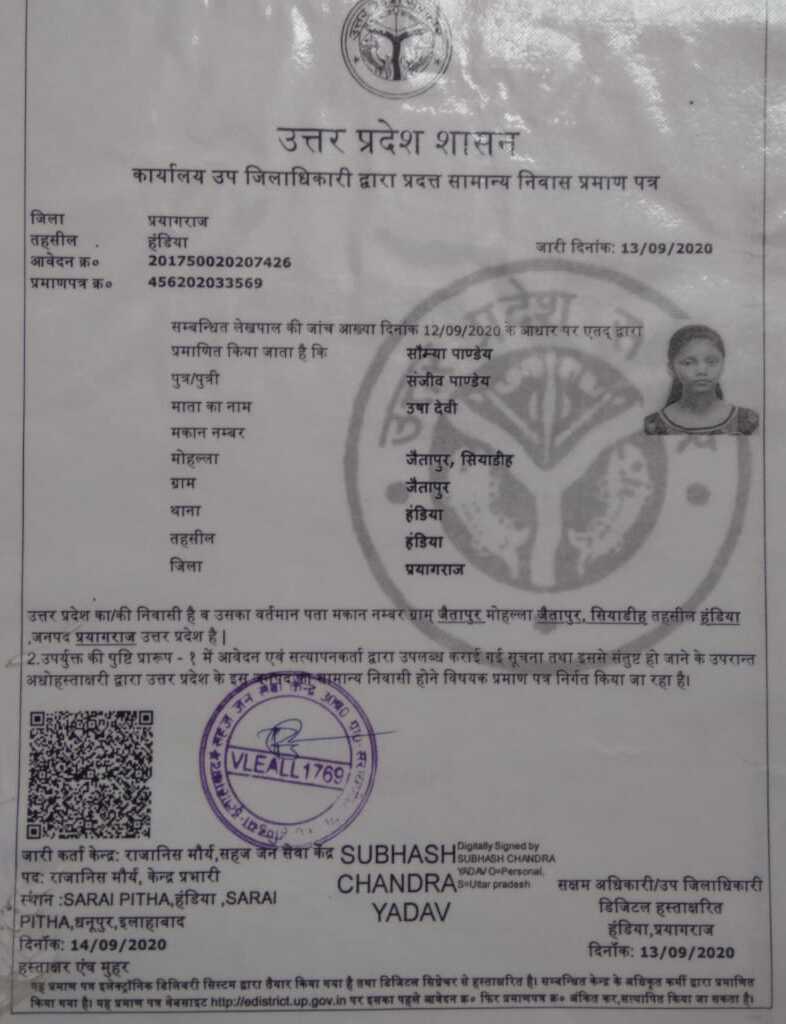 उत्तर प्रदेश शासन
कार्यालय उप जिलाधिकारी द्वारा प्रदत्त सामान्य निवास प्रमाण पत्र
जिला प्रयागराज
तहसील . हंडिया
जारी दिनांक: 13/09/2020
आवेदन क्र० 201750020207426
प्रमाणपत्र क्र० 456202033569
सम्बन्धित लेखपाल की जांच आख्या दिनांक 12/09/2020 के आधार पर एतद् द्वारा
प्रमाणित किया जाता है कि सौम्या पाण्डेय
पुत्र/पुत्री संजीव पाण्डेय
माता का नाम उषा देवी
मकान नम्बर
मोहल्ला जैतापुर, सियाडीह
ग्राम जैतापुर
थाना हंडिया
तहसील हंडिया
जिला प्रयागराज
उत्तर प्रदेश का/की निवासी है व उसका वर्तमान पता मकान नम्बर ग्राम जैतापुर मोहल्ला जैतापुर, सियाडीह तहसील हंडिया
,जनपद प्रयागराज उत्तर प्रदेश है |
2.उपर्युक्त की पुष्टि प्रारूप - १ में आवेदन एवं सत्यापनकर्ता द्वारा उपलब्ध कराई गई सूचना तथा इससे संतुष्ट हो जाने के उपरान्त
अधोहस्ताक्षरी द्वारा उत्तर प्रदेश के इस जनपद का सामान्य निवासी होने विषयक प्रमाण पत्र निर्गत किया जा रहा है।
VLEALL1769
जारी कर्ता केन्द्र: राजानिस मौर्य,सहज जन सेवा केंद्र
पद: राजानिस मौर्य, केन्द्र प्रभारी
स्थान :SARAI PITHA,हंडिया ,SARAI
PITHA,धनूपुर,इलाहाबाद
दिनाँक: 14/09/2020
हस्ताक्षर एंव मुहर
SUBHASH
CHANDRA
YADAV
Digitally Signed by
SUBHASH CHANDRA
YADAV O=Personal,
S=Uttar pradesh
सक्षम अधिकारी/उप जिलाधिकारी
डिजिटल हस्ताक्षरित
हंडिया,प्रयागराज
दिनाँक: 13/09/2020
यह प्रमाण पत्र इलेक्ट्रॉनिक डिलिवरी सिस्टम द्वारा तैयार किया गया है तथा डिजिटल सिग्नेचर से हस्ताक्षरित है। सम्बन्धित केन्द्र के अधिकृत कर्मी द्वारा प्रमाणित
किया गया है। यह प्रमाण पत्र वेबसाइट http://edistrict.up.gov.in पर इसका पहले आवेदन क्र० फिर प्रमाणपत्र क्र० अंकित कर,सत्यापित किया जा सकता है।